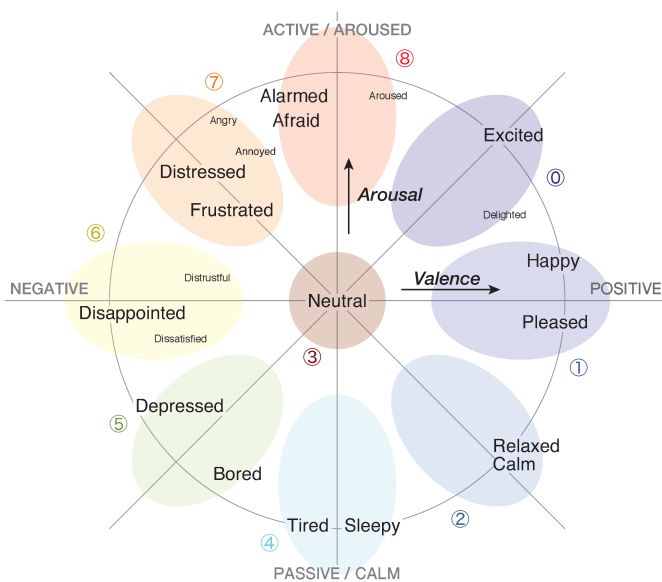 ACTIVE / AROUSED
⑧
⑦
Alarmed
Aroused
Afraid
Angry
Excited
Annoyed
Distressed
⓪
Arousal
Frustrated
Delighted
⑥
Happy
Distrustful
Valence
NEGATIVE
POSITIVE
Neutral
Disappointed
Pleased
Dissatisfied
③
①
Depressed
⑤
Relaxed
Calm
Bored
②
Tired
Sleepy
④
PASSIVE / CALM